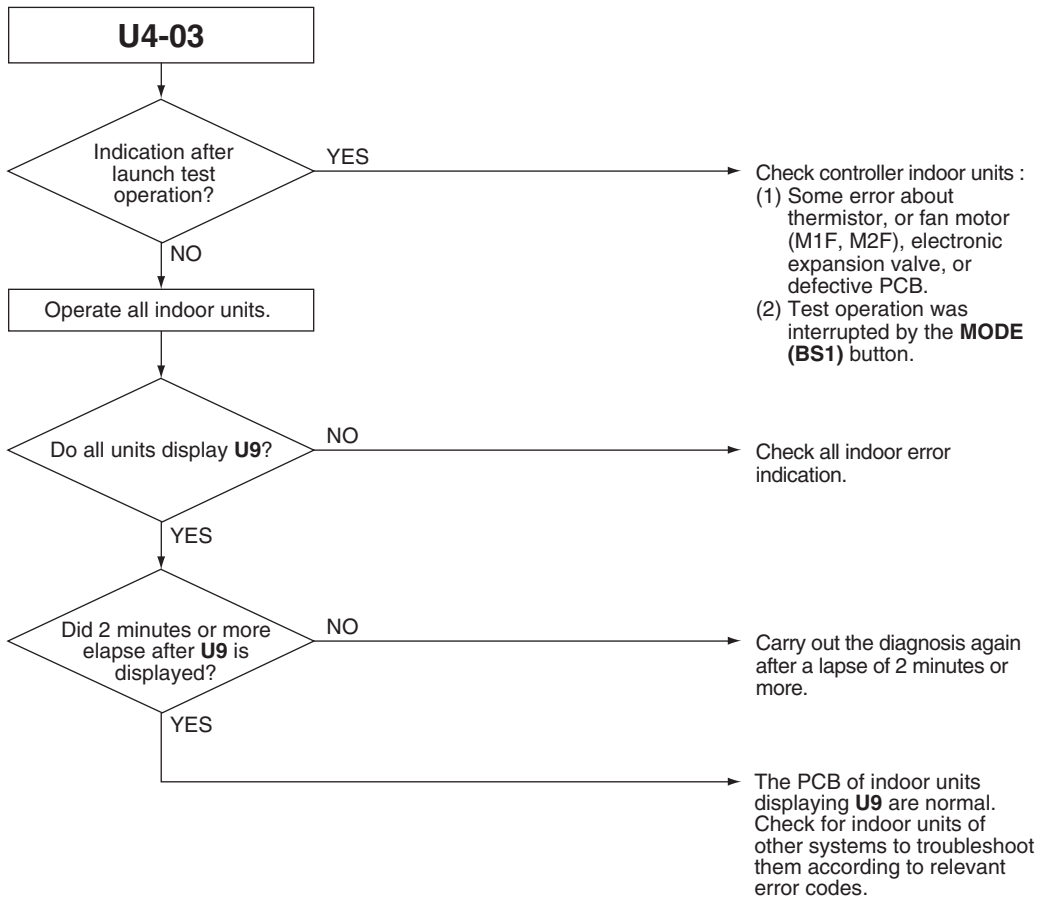 U4-03
Indication after
launch test
operation?
YES
Check controller indoor units :
(1) Some error about
thermistor, or fan motor
(M1F, M2F), electronic
expansion valve, or
defective PCB.
(2) Test operation was
interrupted by the MODE
(BS1) button.
NO
Operate all indoor units.
Do all units display U9?
NO
Check all indoor error
indication.
YES
Did 2 minutes or more
elapse after U9 is
displayed?
NO
Carry out the diagnosis again
after a lapse of 2 minutes or
more.
YES
The PCB of indoor units
displaying U9 are normal.
Check for indoor units of
other systems to troubleshoot
them according to relevant
error codes.